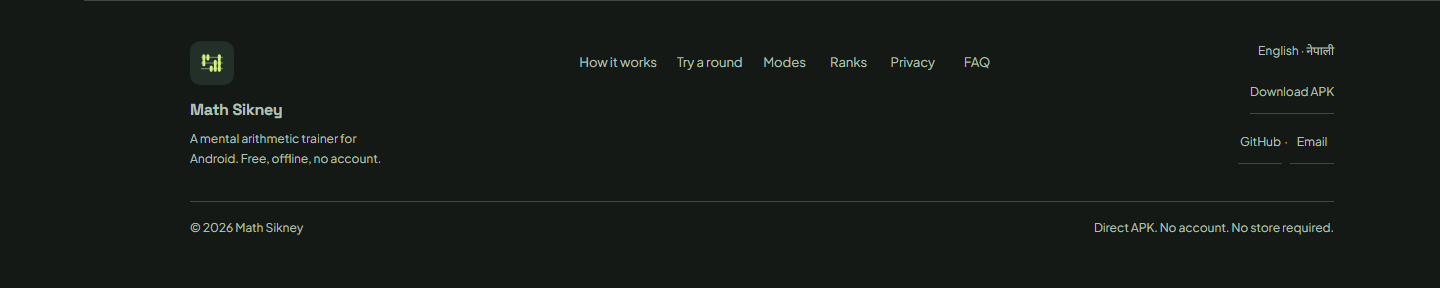 Math Sikney
A mental arithmetic trainer for
Android. Free, offline, no account.
How it works Try a round Modes Ranks Privacy FAQ
English · नेपाली
Download APK
GitHub · Email
© 2026 Math Sikney
Direct APK. No account. No store required.